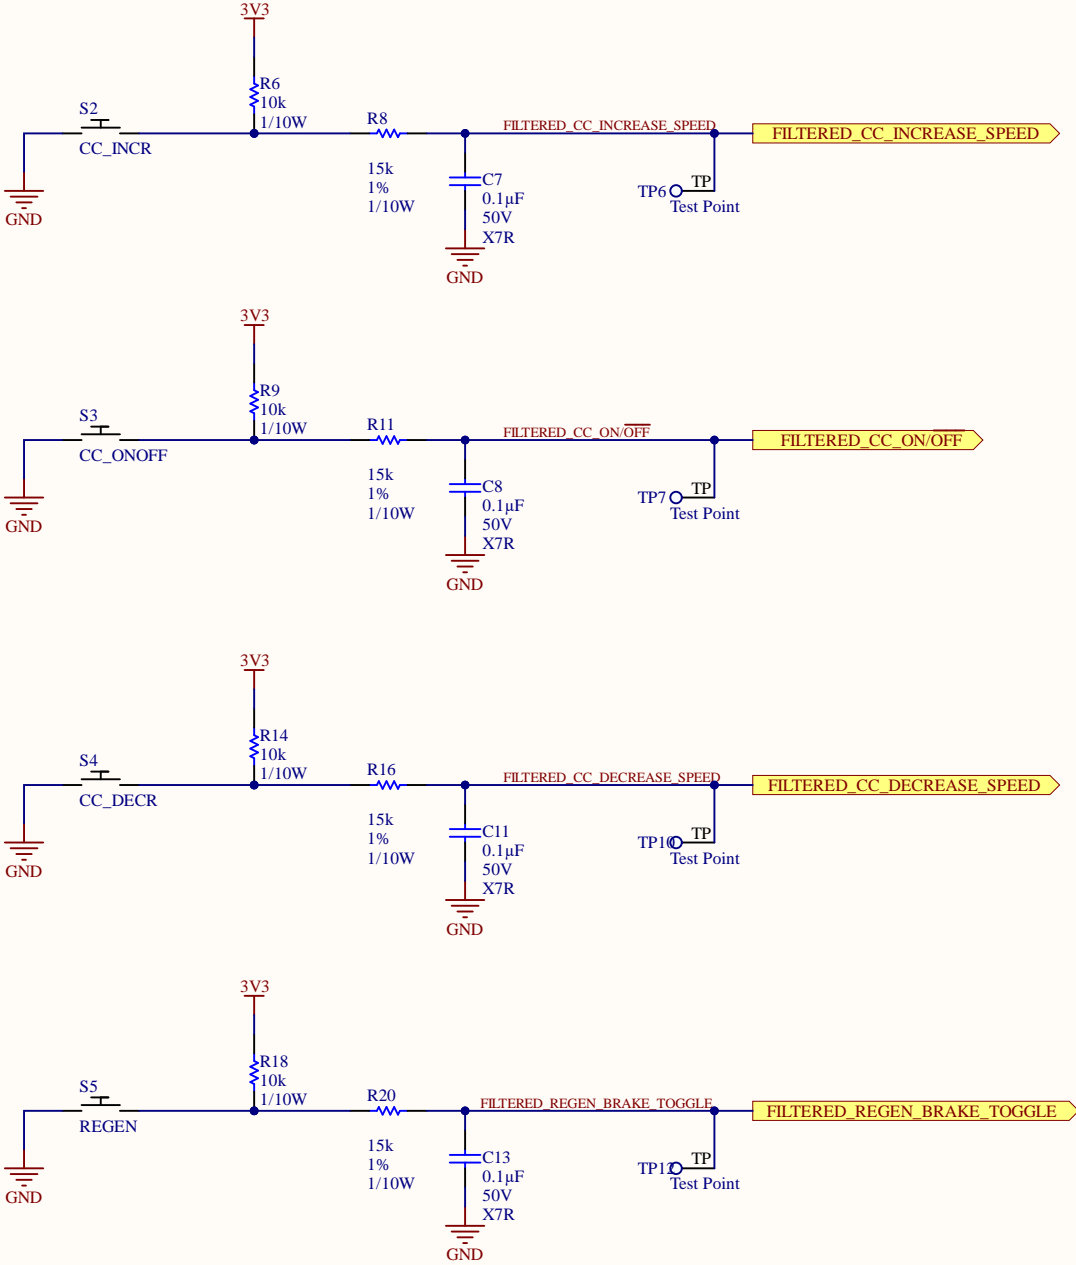 3V3
R6
10k
1/10W
S2
CC_INCR
GND
R8
15k
1%
1/10W
FILTERED_CC_INCREASE_SPEED
FILTERED_CC_INCREASE_SPEED
C7
0.1µF
50V
X7R
GND
TP
TP6
Test Point
3V3
R9
10k
1/10W
S3
CC_ONOFF
GND
R11
15k
1%
1/10W
FILTERED_CC_ON/O̅F̅F̅
FILTERED_CC_ON/O̅F̅F̅
C8
0.1µF
50V
X7R
GND
TP
TP7
Test Point
3V3
R14
10k
1/10W
S4
CC_DECR
GND
R16
15k
1%
1/10W
FILTERED_CC_DECREASE_SPEED
FILTERED_CC_DECREASE_SPEED
C11
0.1µF
50V
X7R
GND
TP
TP10
Test Point
3V3
R18
10k
1/10W
S5
REGEN
GND
R20
15k
1%
1/10W
FILTERED_REGEN_BRAKE_TOGGLE
FILTERED_REGEN_BRAKE_TOGGLE
C13
0.1µF
50V
X7R
GND
TP
TP12
Test Point